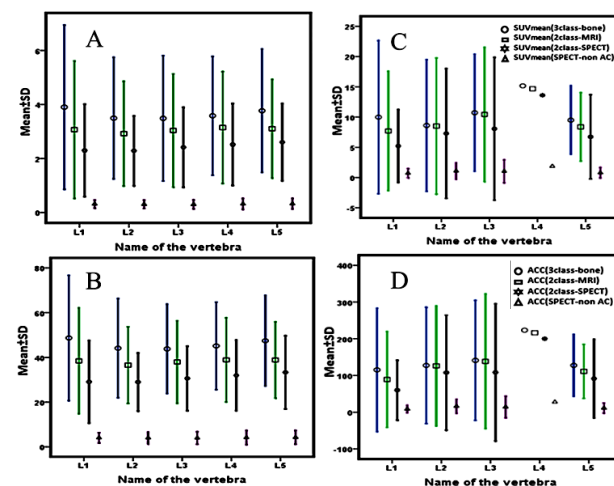 A
Mean±SD
6
4
2
0
L1 L2 L3 L4 L5
Name of the vertebra
C
SUVmean(3class-bone)
SUVmean(2class-MRI)
SUVmean(2class-SPECT)
SUVmean(SPECT-non AC)
Mean±SD
25
20
15
10
5
0
-5
L1 L2 L3 L4 L5
Name of the vertebra
B
Mean±SD
80
60
40
20
0
L1 L2 L3 L4 L5
Name of the vertebra
D
ACC(3class-bone)
ACC(2class-MRI)
ACC(2class-SPECT)
ACC(SPECT-non AC)
Mean±SD
400
300
200
100
0
-100
L1 L2 L3 L4 L5
Name of the vertebra